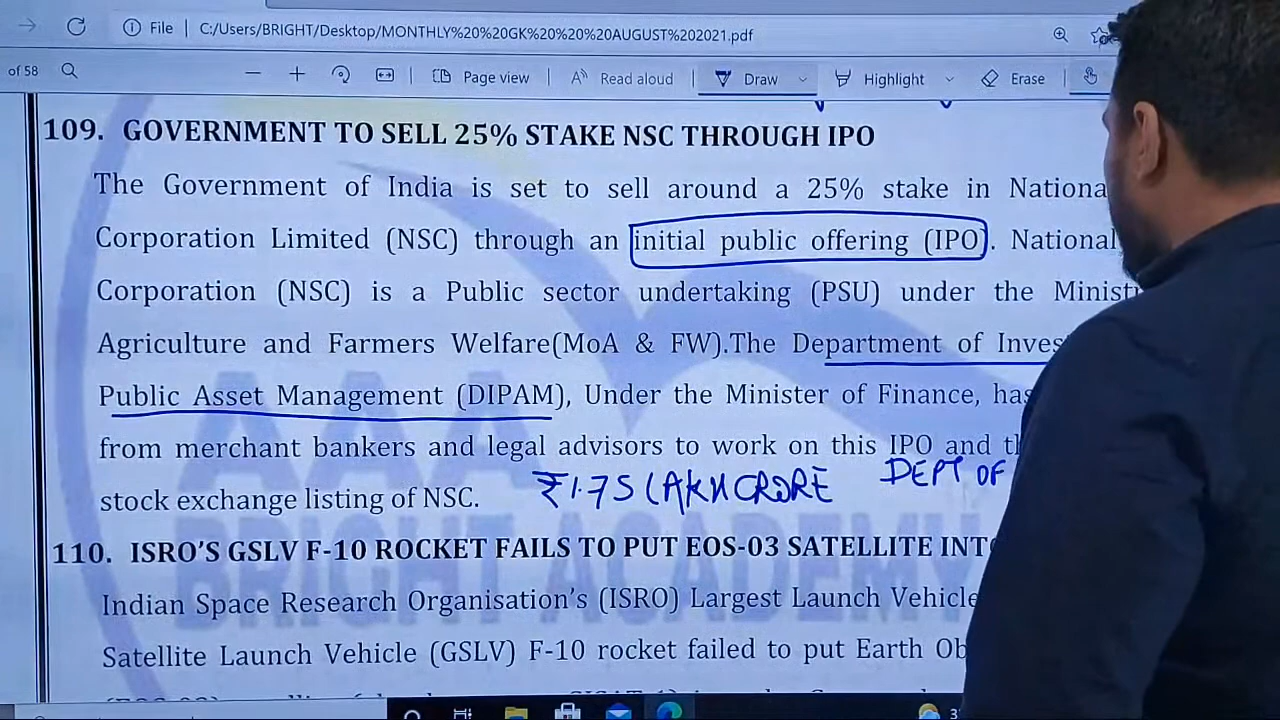 File | C:/Users/BRIGHT/Desktop/MONTHLY%20%20GK%20%20%20AUGUST%202021.pdf
of 58 Page view Read aloud Draw Highlight Erase
109. GOVERNMENT TO SELL 25% STAKE NSC THROUGH IPO
The Government of India is set to sell around a 25% stake in Nationa
Corporation Limited (NSC) through an initial public offering (IPO). National
Corporation (NSC) is a Public sector undertaking (PSU) under the Minist
Agriculture and Farmers Welfare(MoA & FW).The Department of Inves
Public Asset Management (DIPAM), Under the Minister of Finance, has
from merchant bankers and legal advisors to work on this IPO and th
stock exchange listing of NSC.
₹1.75 LAKH CRORE DEPT OF
110. ISRO'S GSLV F-10 ROCKET FAILS TO PUT EOS-03 SATELLITE INTO
Indian Space Research Organisation's (ISRO) Largest Launch Vehicle
Satellite Launch Vehicle (GSLV) F-10 rocket failed to put Earth Ob
AAA
BRIGHT ACADEMY